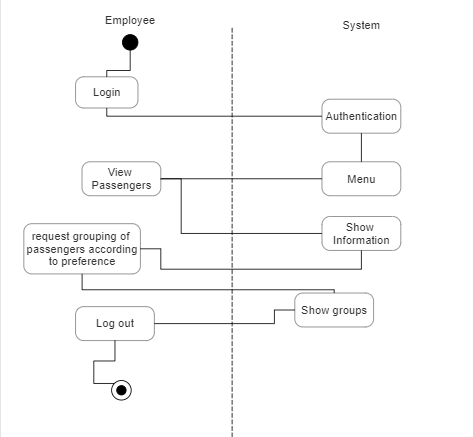 Employee
System
Login
Authentication
View
Passengers
Menu
Show
Information
request grouping of
passengers according
to preference
Show groups
Log out